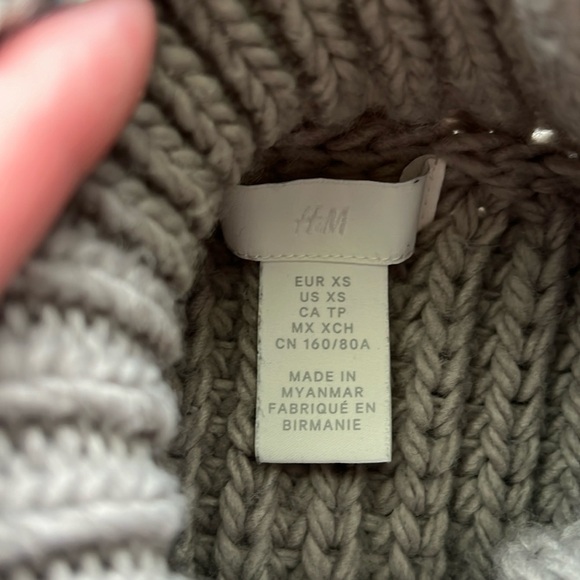 H&M
EUR XS
US XS
CA TP
MX XCH
CN 160/80A
MADE IN
MYANMAR
FABRIQUÉ EN
BIRMANIE